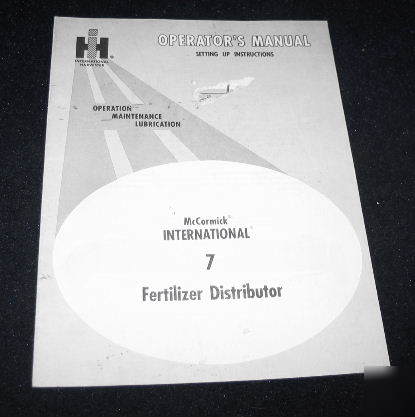 OPERATOR'S MANUAL
SETTING UP INSTRUCTIONS
IH
INTERNATIONAL
HARVESTER
OPERATION
MAINTENANCE
LUBRICATION
McCormick
INTERNATIONAL
7
Fertilizer Distributor